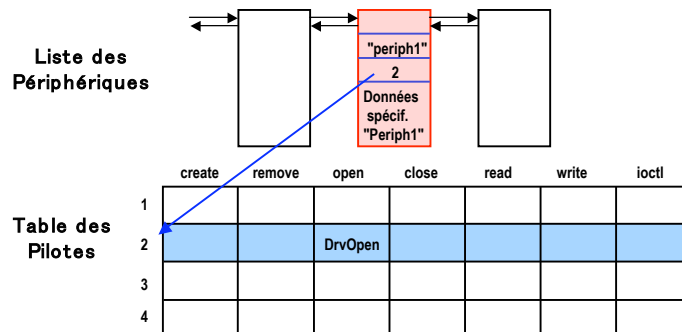 Liste des
Périphériques
"periph1"
2
Données
spécif.
"Periph1"
create remove open close read write ioctl
Table des
Pilotes
1
2 DrvOpen
3
4